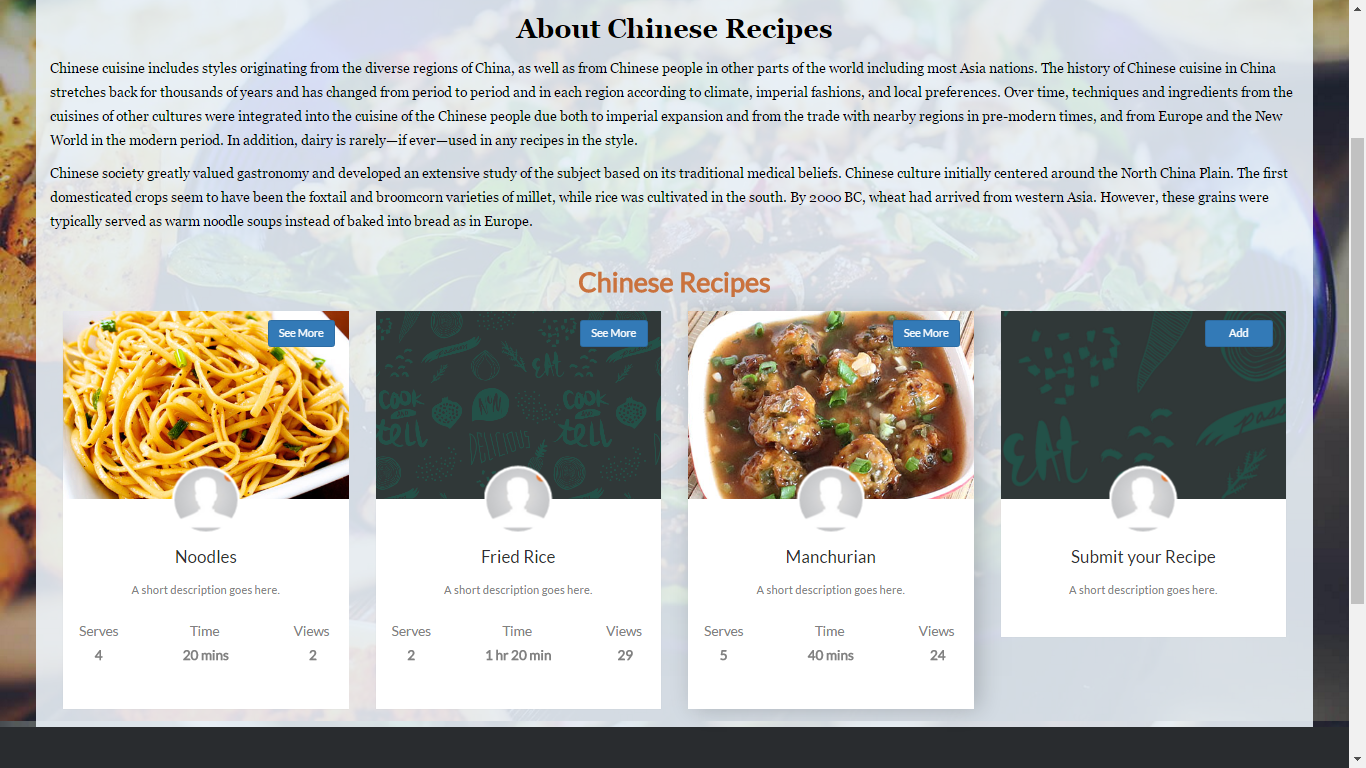 About Chinese Recipes
Chinese cuisine includes styles originating from the diverse regions of China, as well as from Chinese people in other parts of the world including most Asia nations. The history of Chinese cuisine in China
stretches back for thousands of years and has changed from period to period and in each region according to climate, imperial fashions, and local preferences. Over time, techniques and ingredients from the
cuisines of other cultures were integrated into the cuisine of the Chinese people due both to imperial expansion and from the trade with nearby regions in pre-modern times, and from Europe and the New
World in the modern period. In addition, dairy is rarely—if ever—used in any recipes in the style.
Chinese society greatly valued gastronomy and developed an extensive study of the subject based on its traditional medical beliefs. Chinese culture initially centered around the North China Plain. The first
domesticated crops seem to have been the foxtail and broomcorn varieties of millet, while rice was cultivated in the south. By 2000 BC, wheat had arrived from western Asia. However, these grains were
typically served as warm noodle soups instead of baked into bread as in Europe.
Chinese Recipes
See More
See More
See More
Add
EAT
COOK
tell
DELICIOUS
COOK
tell
EAt
Noodles
Fried Rice
Manchurian
Submit your Recipe
A short description goes here.
A short description goes here.
A short description goes here.
A short description goes here.
Serves Time Views
4 20 mins 2
Serves Time Views
2 1 hr 20 min 29
Serves Time Views
5 40 mins 24